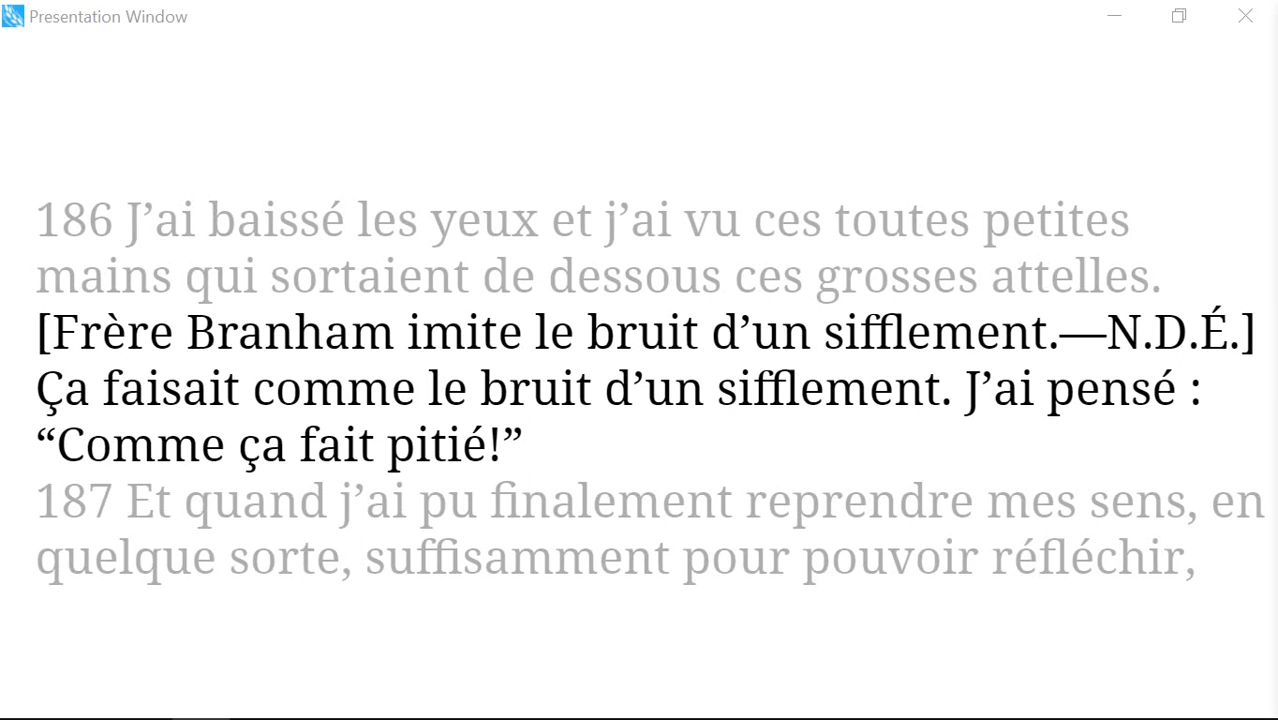 Presentation Window
186 J’ai baissé les yeux et j’ai vu ces toutes petites
mains qui sortaient de dessous ces grosses attelles.
[Frère Branham imite le bruit d’un sifflement.—N.D.É.]
Ça faisait comme le bruit d’un sifflement. J’ai pensé :
“Comme ça fait pitié!”
187 Et quand j’ai pu finalement reprendre mes sens, en
quelque sorte, suffisamment pour pouvoir réfléchir,